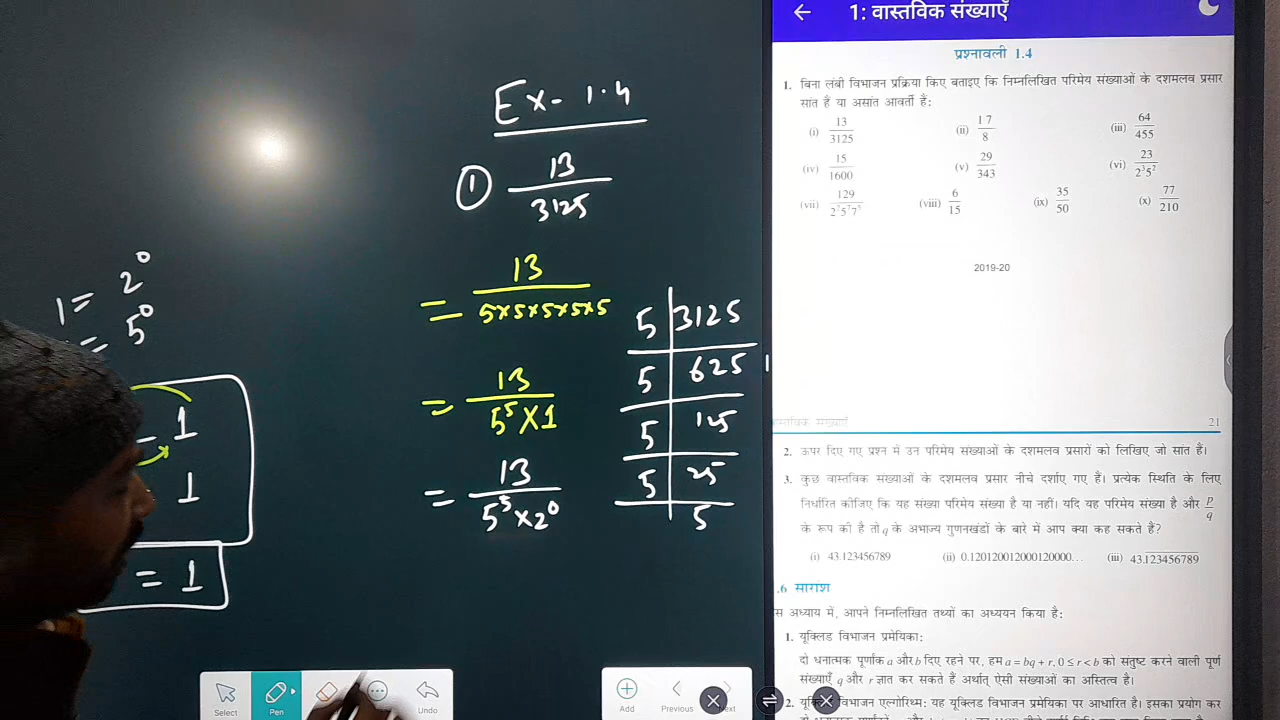 Ex- 1.4
① 13/3125
= 13/5×5×5×5×5
= 13/5⁵×1
= 13/5⁵×2⁰
5 | 3125
5 | 625
5 | 125
5 | 25
5
1 = 2⁰
= 5⁰
1
1
= 1
Select
Pen
Undo
Add
Previous
1: वास्तविक संख्याएँ
प्रश्नावली 1.4
1. बिना लंबी विभाजन प्रक्रिया किए बताइए कि निम्नलिखित परिमेय संख्याओं के दशमलव प्रसार
सांत हैं या असांत आवर्ती हैं:
(i) 13/3125 (ii) 17/8 (iii) 64/455
(iv) 15/1600 (v) 29/343 (vi) 23/2³5²
(vii) 129/2²5⁷7⁵ (viii) 6/15 (ix) 35/50 (x) 77/210
2019-20
वास्तविक संख्याएँ 21
2. ऊपर दिए गए प्रश्न में उन परिमेय संख्याओं के दशमलव प्रसारों को लिखिए जो सांत हैं।
3. कुछ वास्तविक संख्याओं के दशमलव प्रसार नीचे दर्शाए गए हैं। प्रत्येक स्थिति के लिए
निर्धारित कीजिए कि यह संख्या परिमेय संख्या है या नहीं। यदि यह परिमेय संख्या है और p/q
के रूप की है तो q के अभाज्य गुणनखंडों के बारे में आप क्या कह सकते हैं?
(i) 43.123456789 (ii) 0.120120012000120000... (iii) 43.123456789
.6 सारांश
स अध्याय में, आपने निम्नलिखित तथ्यों का अध्ययन किया है:
1. यूक्लिड विभाजन प्रमेयिका:
दो धनात्मक पूर्णांक a और b दिए रहने पर, हम a = bq + r, 0 ≤ r < b को संतुष्ट करने वाली पूर्ण
संख्याएँ q और r ज्ञात कर सकते हैं अर्थात् ऐसी संख्याओं का अस्तित्व है।
2. यूक्लिड विभाजन एल्गोरिथ्म: यह यूक्लिड विभाजन प्रमेयिका पर आधारित है। इसका प्रयोग कर